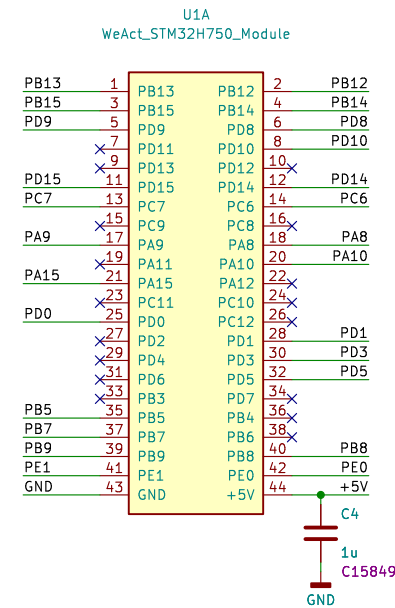 U1A
WeAct_STM32H750_Module
PB13 1 PB13 PB12 2 PB12
PB15 3 PB15 PB14 4 PB14
PD9 5 PD9 PD8 6 PD8
7 PD11 PD10 8 PD10
9 PD13 PD12 10
PD15 11 PD15 PD14 12 PD14
PC7 13 PC7 PC6 14 PC6
15 PC9 PC8 16
PA9 17 PA9 PA8 18 PA8
19 PA11 PA10 20 PA10
PA15 21 PA15 PA12 22
23 PC11 PC10 24
PD0 25 PD0 PC12 26
27 PD2 PD1 28 PD1
29 PD4 PD3 30 PD3
31 PD6 PD5 32 PD5
33 PB3 PD7 34
PB5 35 PB5 PB4 36
PB7 37 PB7 PB6 38
PB9 39 PB9 PB8 40 PB8
PE1 41 PE1 PE0 42 PE0
GND 43 GND +5V 44 +5V
C4
1u
C15849
GND